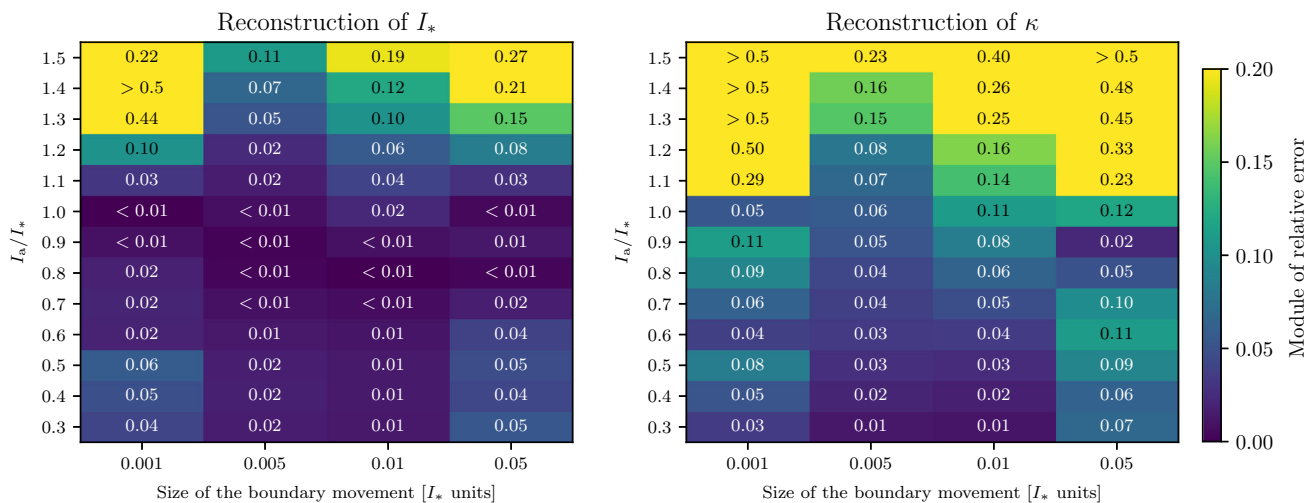 Reconstruction of I* Reconstruction of κ
1.5 0.22 0.11 0.19 0.27 > 0.5 0.23 0.40 > 0.5 0.20
1.4 > 0.5 0.07 0.12 0.21 > 0.5 0.16 0.26 0.48
1.3 0.44 0.05 0.10 0.15 > 0.5 0.15 0.25 0.45
1.2 0.10 0.02 0.06 0.08 0.50 0.08 0.16 0.33 0.15
1.1 0.03 0.02 0.04 0.03 0.29 0.07 0.14 0.23
1.0 < 0.01 < 0.01 0.02 < 0.01 0.05 0.06 0.11 0.12
0.9 < 0.01 < 0.01 < 0.01 0.01 0.11 0.05 0.08 0.02 0.10
0.8 0.02 < 0.01 < 0.01 < 0.01 0.09 0.04 0.06 0.05
0.7 0.02 < 0.01 < 0.01 0.02 0.06 0.04 0.05 0.10
0.6 0.02 0.01 0.01 0.04 0.04 0.03 0.04 0.11 0.05
0.5 0.06 0.02 0.01 0.05 0.08 0.03 0.03 0.09
0.4 0.05 0.02 0.01 0.04 0.05 0.02 0.02 0.06
0.3 0.04 0.02 0.01 0.05 0.03 0.01 0.01 0.07 0.00
Iₐ/I*
Module of relative error
0.001 0.005 0.01 0.05 0.001 0.005 0.01 0.05
Size of the boundary movement [I* units] Size of the boundary movement [I* units]